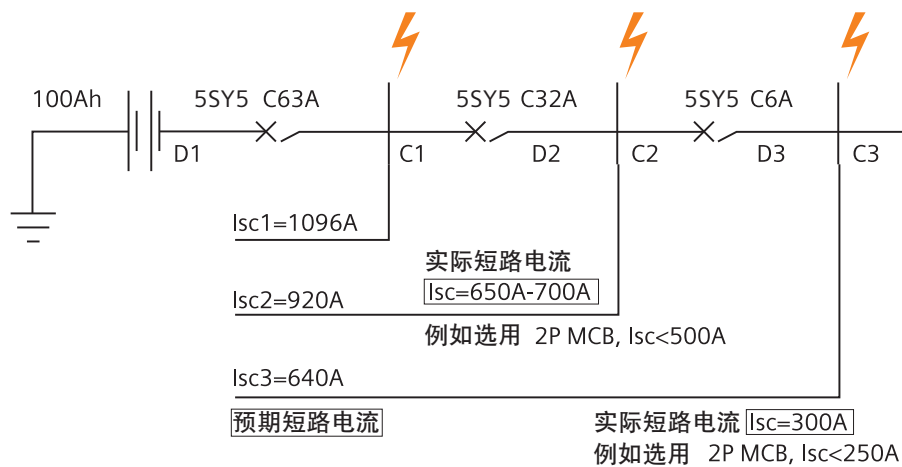 100Ah
5SY5 C63A
5SY5 C32A
5SY5 C6A
D1
C1
D2
C2
D3
C3
Isc1=1096A
实际短路电流
Isc=650A-700A
Isc2=920A
例如选用 2P MCB, Isc<500A
Isc3=640A
预期短路电流
实际短路电流 Isc=300A
例如选用 2P MCB, Isc<250A